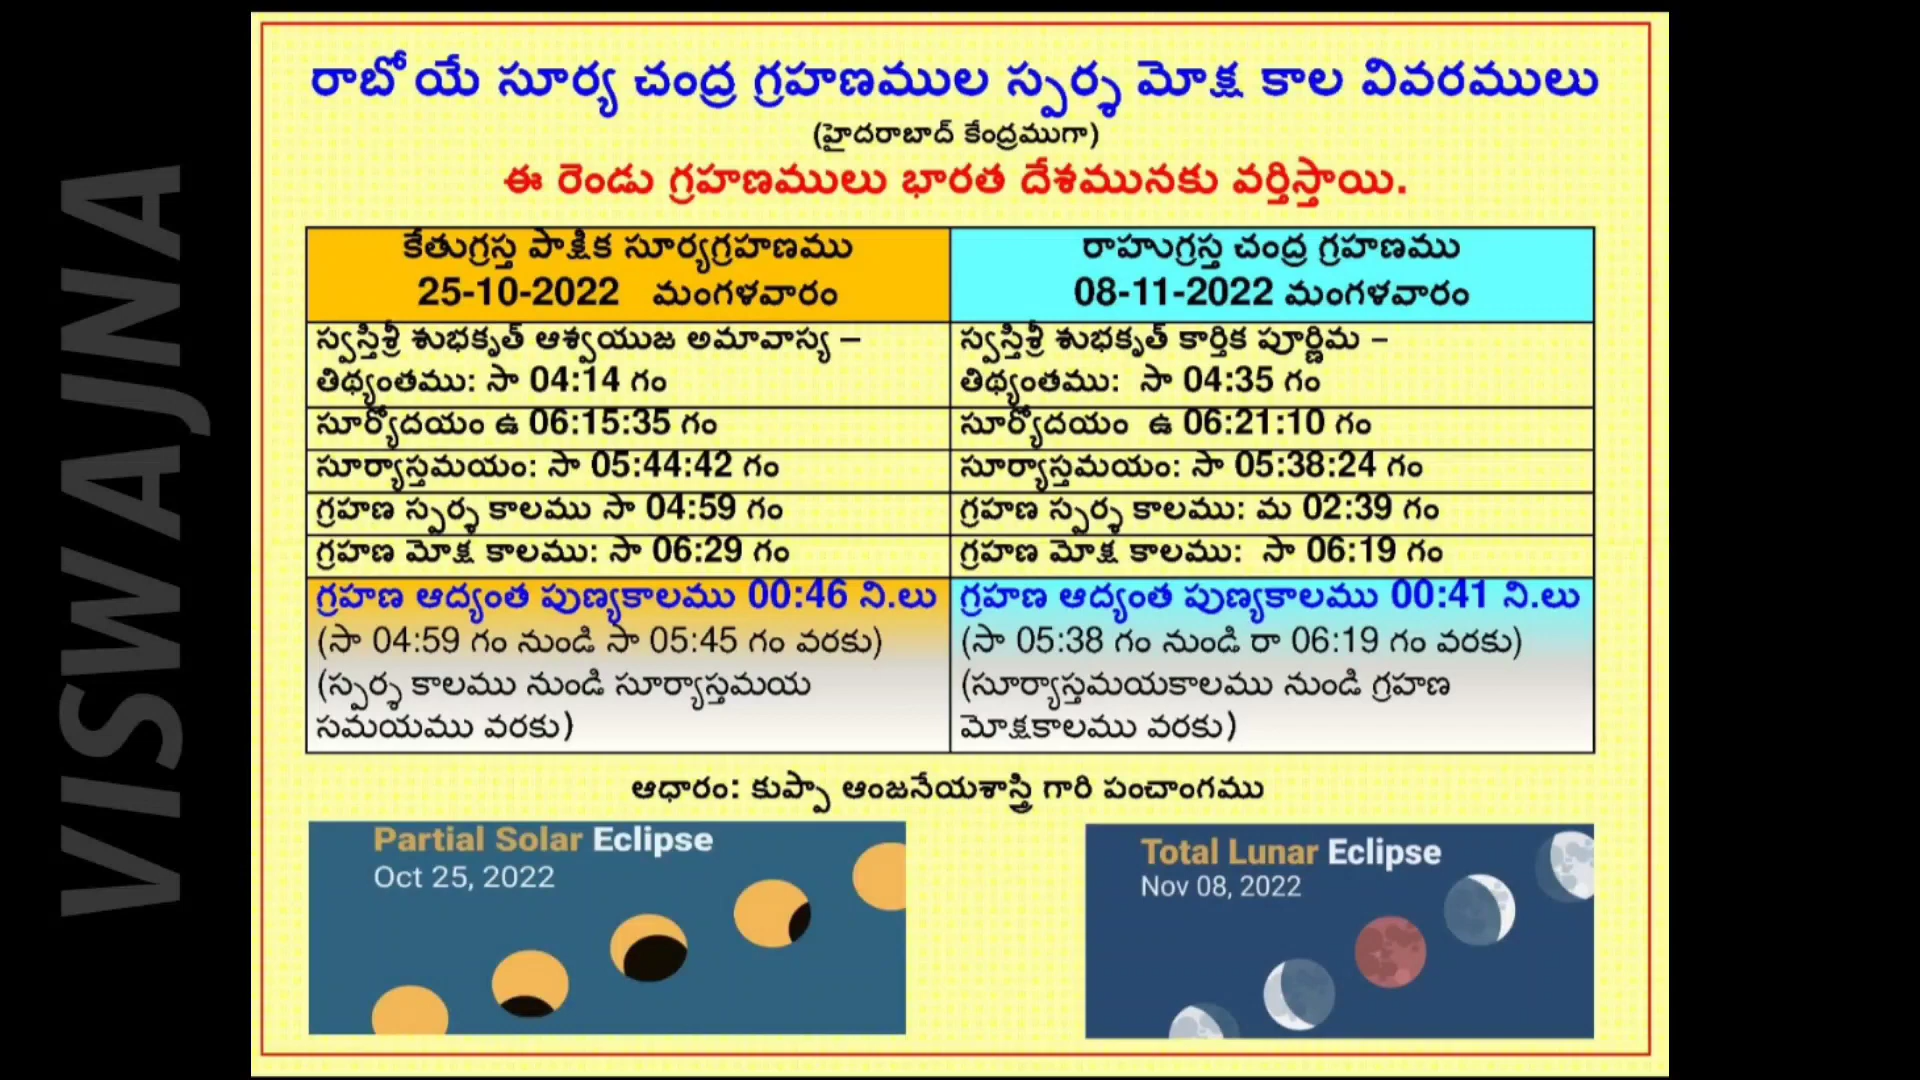 VISWAJNA
రాబోయే సూర్య చంద్ర గ్రహణముల స్పర్శ మోక్ష కాల వివరములు
(హైదరాబాద్ కేంద్రముగా)
ఈ రెండు గ్రహణములు భారత దేశమునకు వర్తిస్తాయి.
కేతుగ్రస్త పాక్షిక సూర్యగ్రహణము
25-10-2022 మంగళవారం
రాహుగ్రస్త చంద్ర గ్రహణము
08-11-2022 మంగళవారం
స్వస్తిశ్రీ శుభకృత్ ఆశ్వయుజ అమావాస్య –
తిథ్యంతము: సా 04:14 గం
స్వస్తిశ్రీ శుభకృత్ కార్తిక పూర్ణిమ –
తిథ్యంతము: సా 04:35 గం
సూర్యోదయం ఉ 06:15:35 గం
సూర్యోదయం ఉ 06:21:10 గం
సూర్యాస్తమయం: సా 05:44:42 గం
సూర్యాస్తమయం: సా 05:38:24 గం
గ్రహణ స్పర్శ కాలము సా 04:59 గం
గ్రహణ స్పర్శ కాలము: మ 02:39 గం
గ్రహణ మోక్ష కాలము: సా 06:29 గం
గ్రహణ మోక్ష కాలము: సా 06:19 గం
గ్రహణ ఆద్యంత పుణ్యకాలము 00:46 ని.లు
(సా 04:59 గం నుండి సా 05:45 గం వరకు)
(స్పర్శ కాలము నుండి సూర్యాస్తమయ
సమయము వరకు)
గ్రహణ ఆద్యంత పుణ్యకాలము 00:41 ని.లు
(సా 05:38 గం నుండి రా 06:19 గం వరకు)
(సూర్యాస్తమయకాలము నుండి గ్రహణ
మోక్షకాలము వరకు)
ఆధారం: కుప్పా ఆంజనేయశాస్త్రి గారి పంచాంగము
Partial Solar Eclipse
Oct 25, 2022
Total Lunar Eclipse
Nov 08, 2022